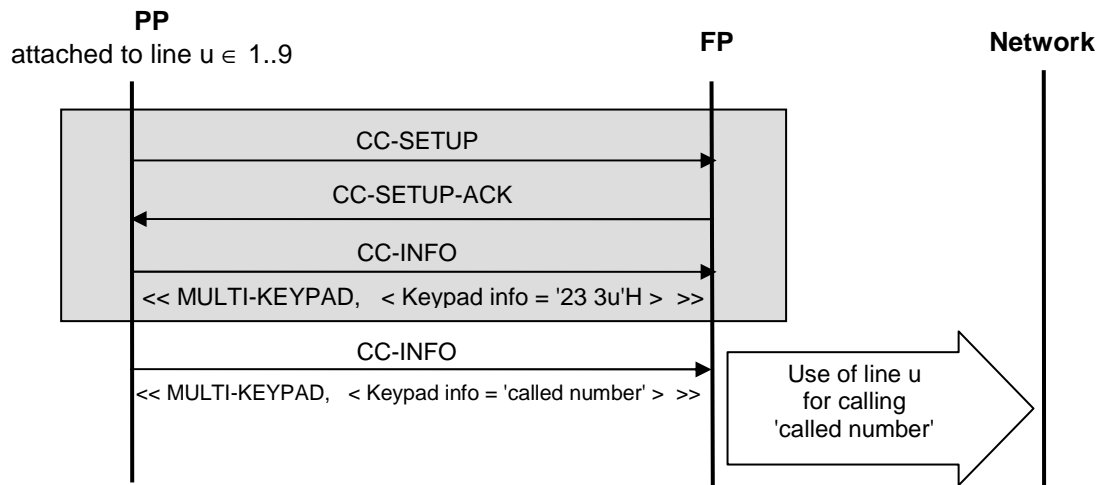 PP
attached to line u ∈ 1..9
FP
Network
CC-SETUP
CC-SETUP-ACK
CC-INFO
<< MULTI-KEYPAD, < Keypad info = '23 3u'H > >>
CC-INFO
<< MULTI-KEYPAD, < Keypad info = 'called number' > >>
Use of line u
for calling
'called number'